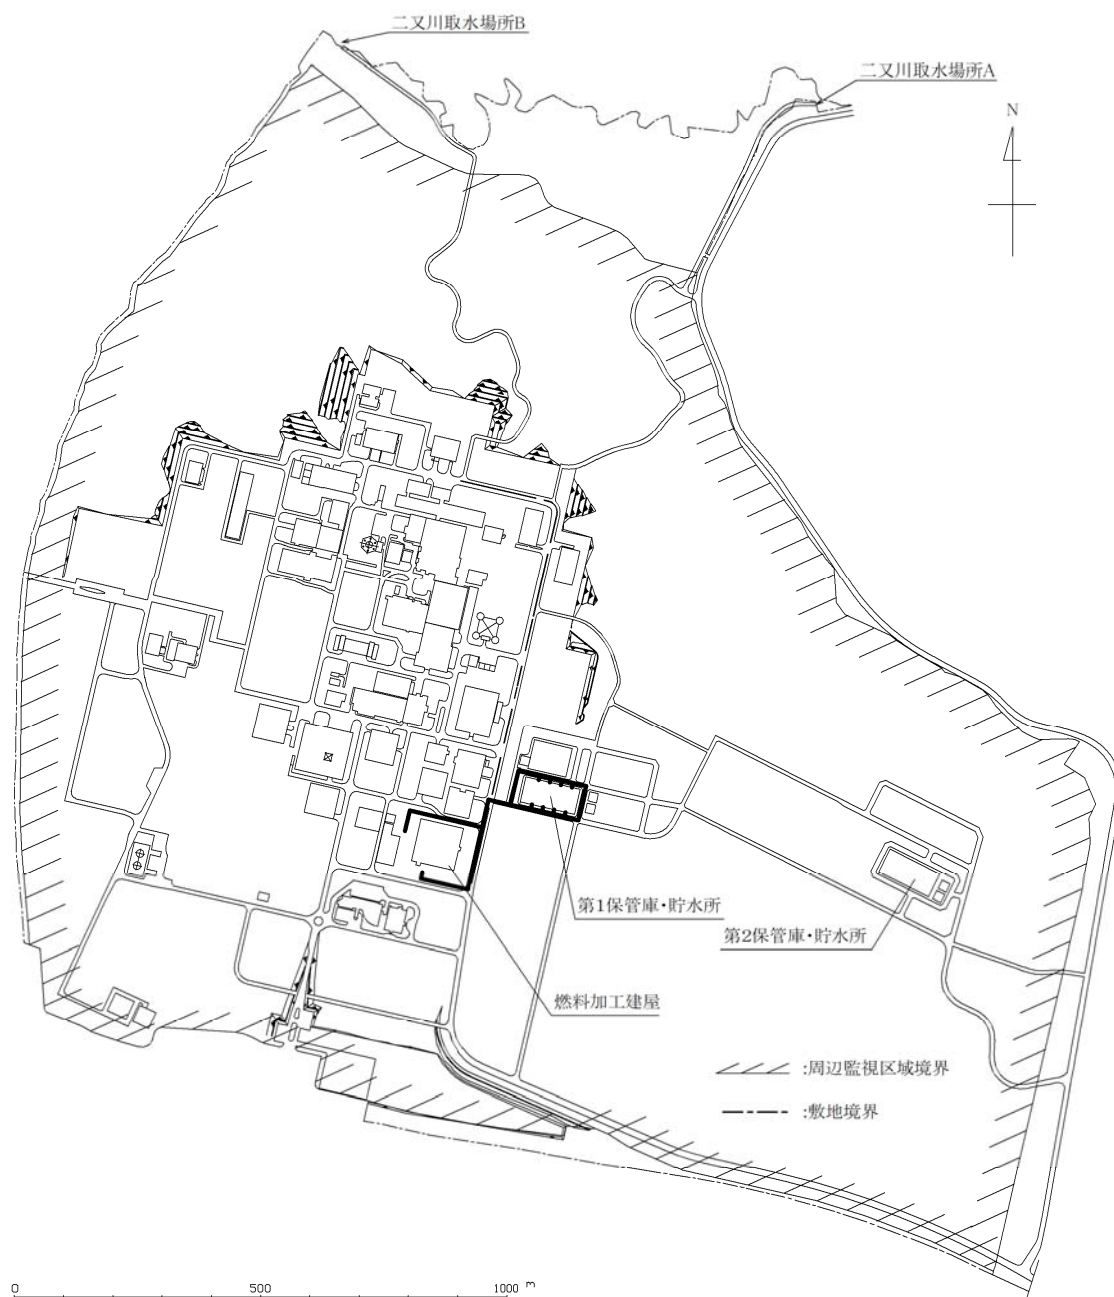 二又川取水場所B
二又川取水場所A
N
第1保管庫・貯水所
第2保管庫・貯水所
燃料加工建屋
:周辺監視区域境界
:敷地境界
0 500 1000 m